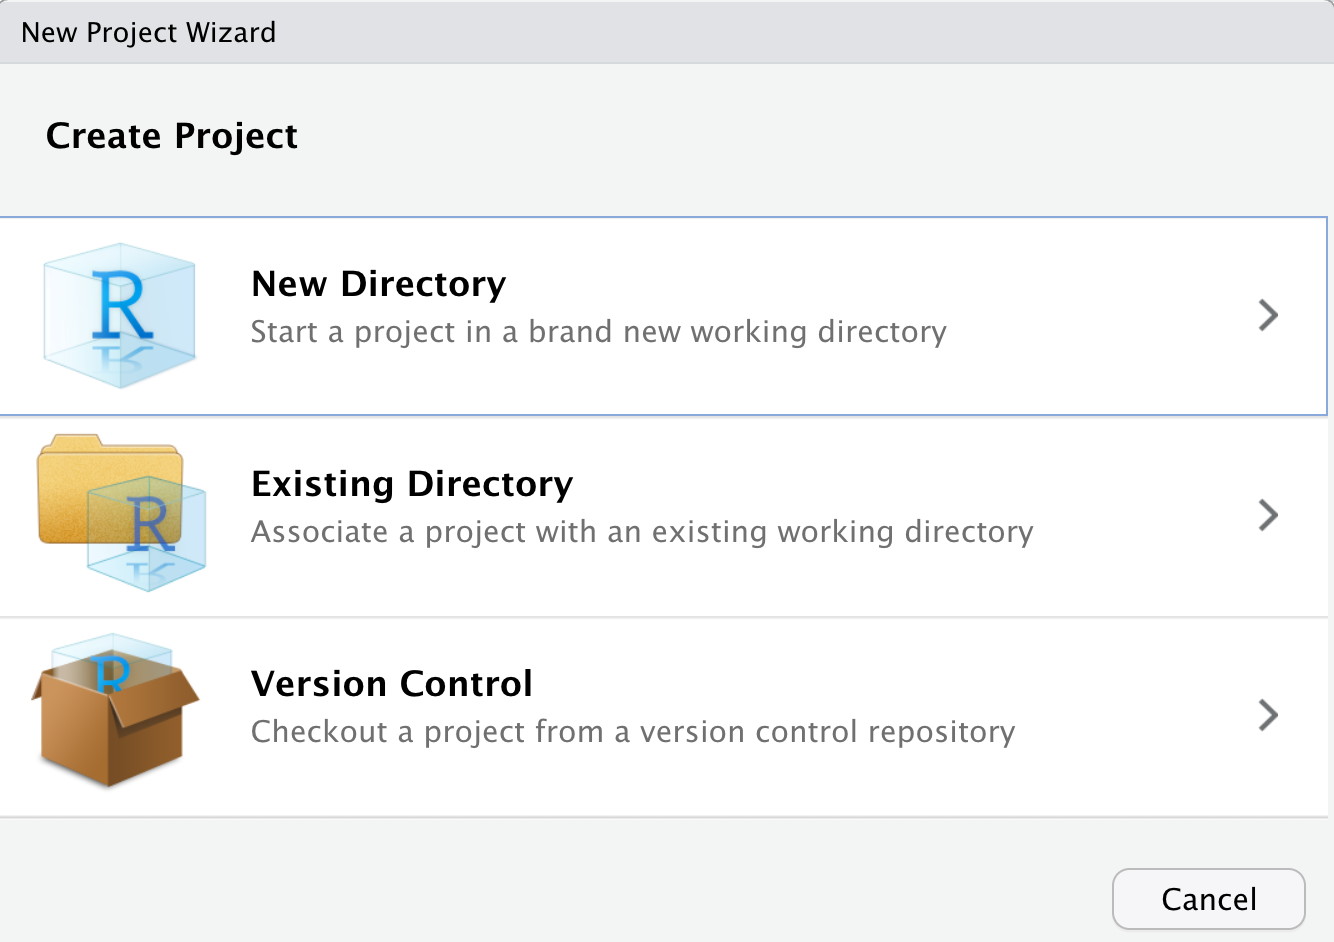 New Project Wizard
Create Project
R
New Directory
Start a project in a brand new working directory
R
Existing Directory
Associate a project with an existing working directory
R
Version Control
Checkout a project from a version control repository
Cancel